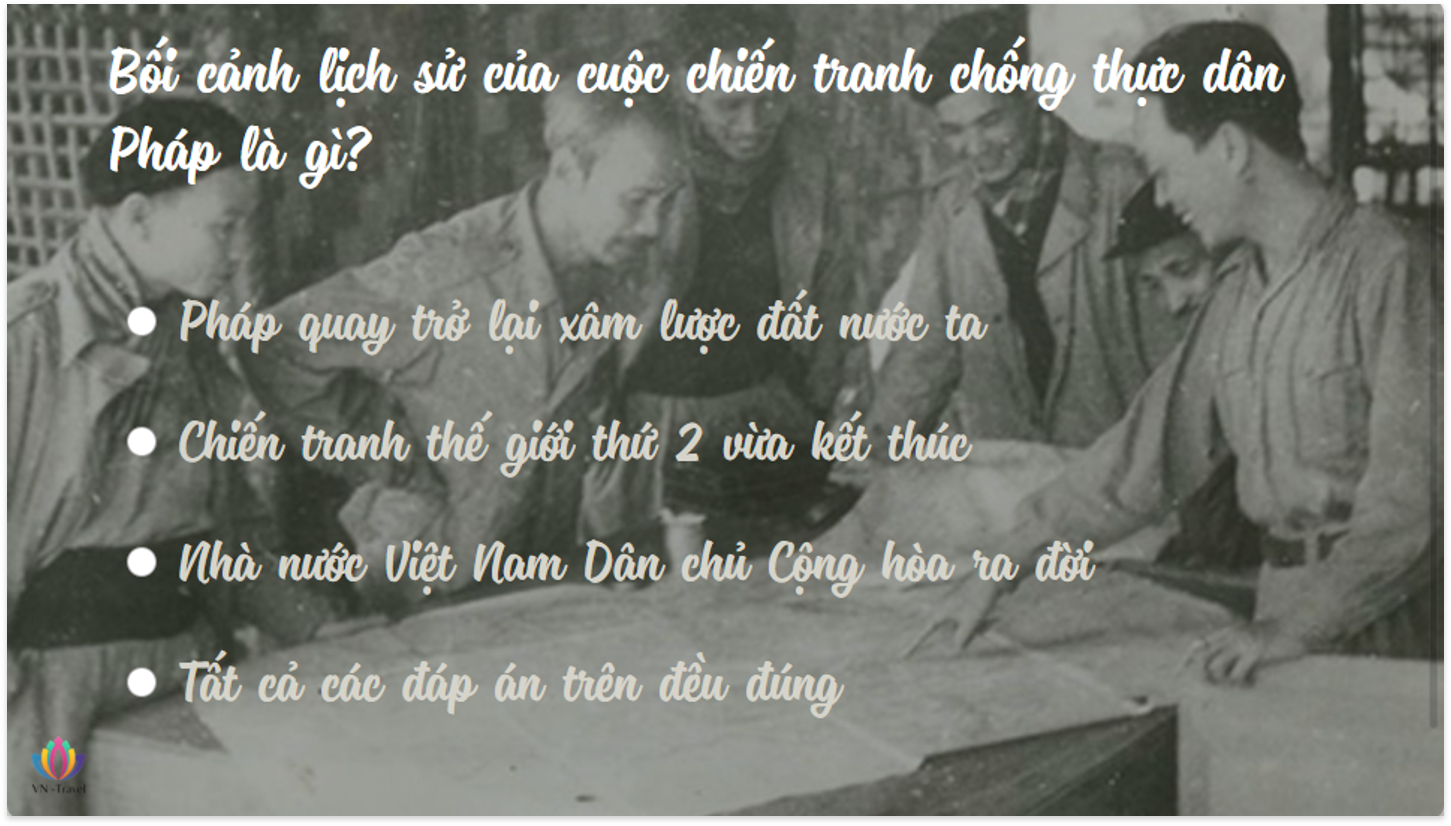 Bối cảnh lịch sử của cuộc chiến tranh chống thực dân
Pháp là gì?
Pháp quay trở lại xâm lược đất nước ta
Chiến tranh thế giới thứ 2 vừa kết thúc
Nhà nước Việt Nam Dân chủ Cộng hòa ra đời
Tất cả các đáp án trên đều đúng
VN-Travel